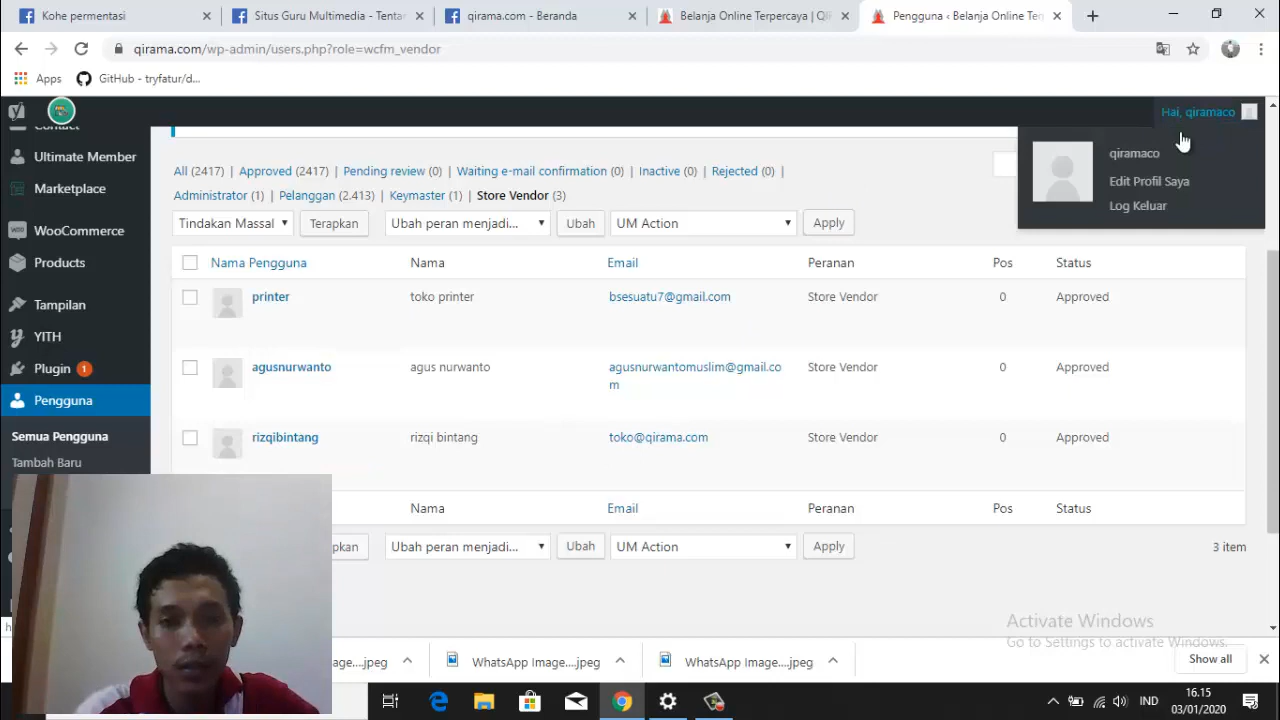 Kohe permentasi
Situs Guru Multimedia - Tentar
qirama.com - Beranda
Belanja Online Terpercaya | QI
Pengguna ‹ Belanja Online Ter
qirama.com/wp-admin/users.php?role=wcfm_vendor
Apps
GitHub - tryfatur/d...
Hai, qiramaco
qiramaco
Edit Profil Saya
Log Keluar
Contact
Ultimate Member
Marketplace
WooCommerce
Products
Tampilan
YITH
Plugin 1
Pengguna
Semua Pengguna
Tambah Baru
All (2417) | Approved (2417) | Pending review (0) | Waiting e-mail confirmation (0) | Inactive (0) | Rejected (0) |
Administrator (1) | Pelanggan (2.413) | Keymaster (1) | Store Vendor (3)
Tindakan Massal Terapkan Ubah peran menjadi... Ubah UM Action Apply
Nama Pengguna Nama Email Peranan Pos Status
printer toko printer bsesuatu7@gmail.com Store Vendor 0 Approved
agusnurwanto agus nurwanto agusnurwantomuslim@gmail.co Store Vendor 0 Approved
m
rizqibintang rizqi bintang toko@qirama.com Store Vendor 0 Approved
Nama Email Peranan Pos Status
pkan Ubah peran menjadi... Ubah UM Action Apply 3 item
Activate Windows
Go to Settings to activate Windows.
age....jpeg
WhatsApp Image....jpeg
WhatsApp Image....jpeg
Show all
IND
16.15
03/01/2020